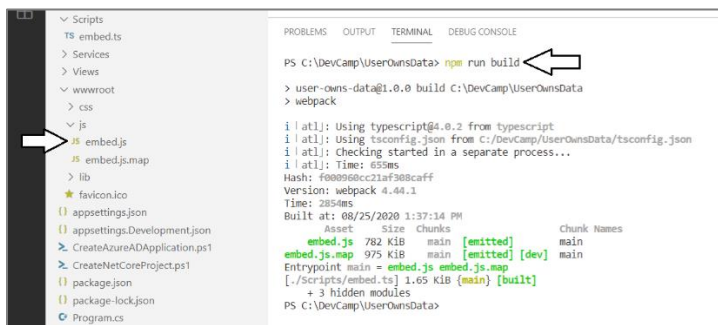 Scripts
TS embed.ts
> Services
> Views
wwwroot
> css
js
JS embed.js
JS embed.js.map
> lib
favicon.ico
{} appsettings.json
{} appsettings.Development.json
CreateAzureADApplication.ps1
CreateNetCoreProject.ps1
{} package.json
{} package-lock.json
C# Program.cs
PROBLEMS OUTPUT TERMINAL DEBUG CONSOLE
PS C:\DevCamp\UserOwnsData> npm run build
> user-owns-data@1.0.0 build C:\DevCamp\UserOwnsData
> webpack
i ｢atl｣: Using typescript@4.0.2 from typescript
i ｢atl｣: Using tsconfig.json from C:/DevCamp/UserOwnsData/tsconfig.json
i ｢atl｣: Checking started in a separate process...
i ｢atl｣: Time: 655ms
Hash: f000960cc21af308caff
Version: webpack 4.44.1
Time: 2854ms
Built at: 08/25/2020 1:37:14 PM
Asset Size Chunks Chunk Names
embed.js 782 KiB main [emitted] main
embed.js.map 975 KiB main [emitted] [dev] main
Entrypoint main = embed.js embed.js.map
[./Scripts/embed.ts] 1.65 KiB {main} [built]
+ 3 hidden modules
PS C:\DevCamp\UserOwnsData>